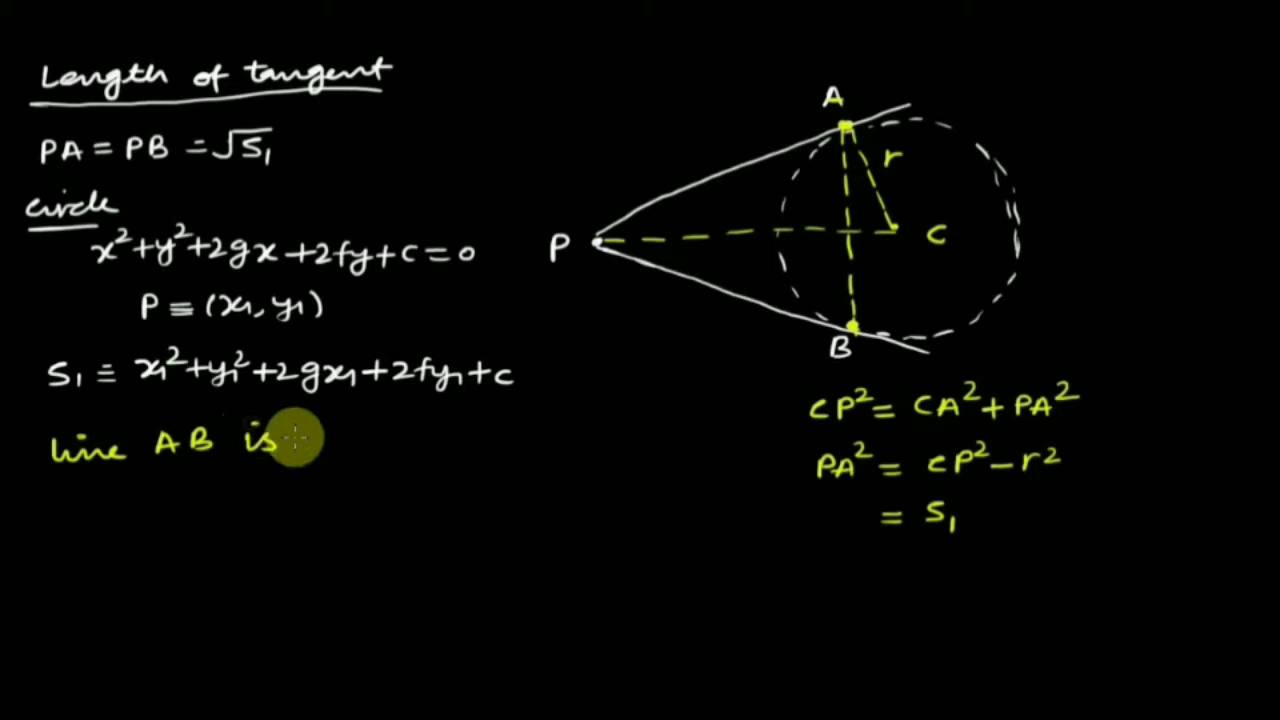 Length of tangent
PA = PB = √S₁
circle
x² + y² + 2gx + 2fy + c = 0
P ≡ (x₁, y₁)
S₁ ≡ x₁² + y₁² + 2gx₁ + 2fy₁ + c
line AB is
A
r
P
C
B
CP² = CA² + PA²
PA² = CP² - r²
= S₁